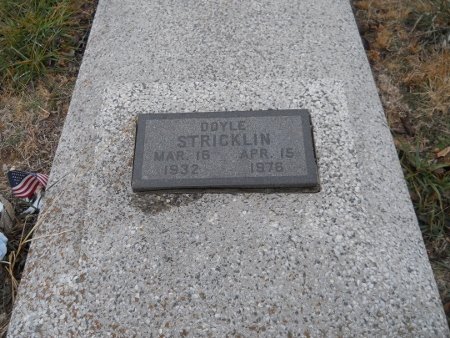 DOYLE
STRICKLIN
MAR. 16 APR. 15
1932 1976